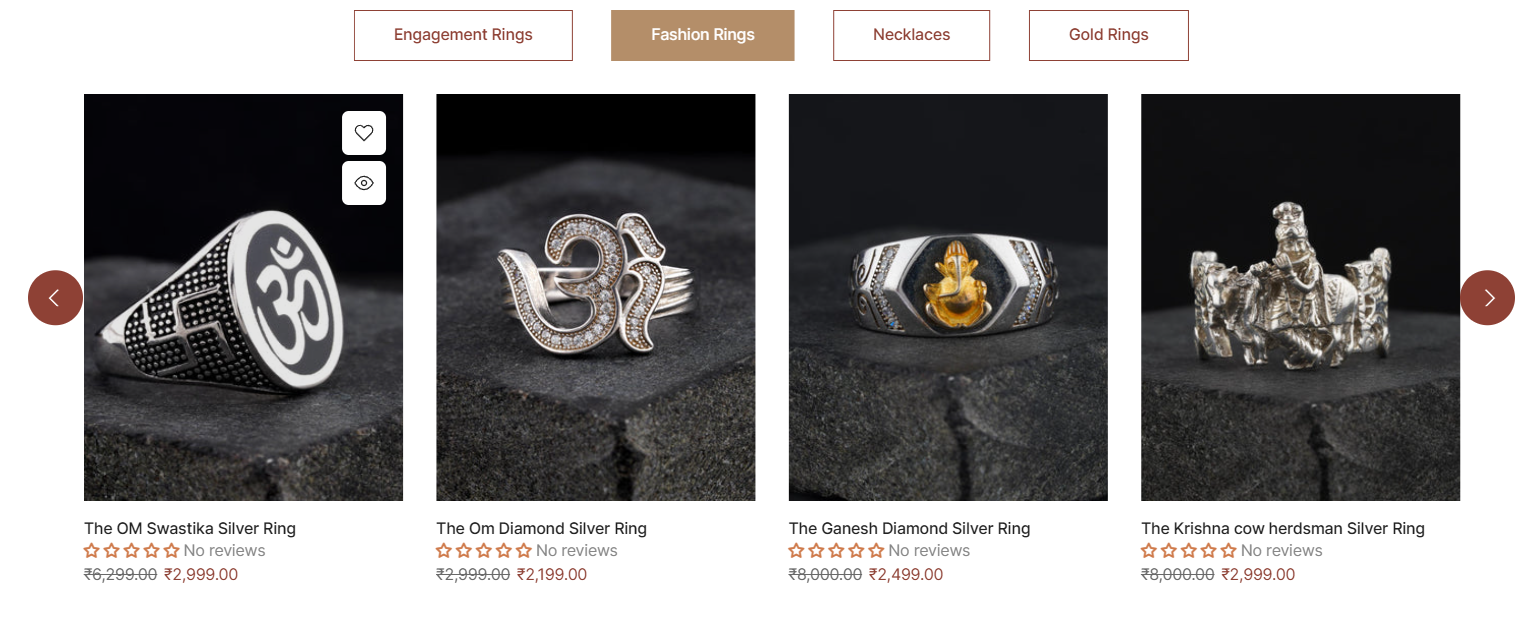 Engagement Rings
Fashion Rings
Necklaces
Gold Rings
ॐ
ॐ
The OM Swastika Silver Ring
No reviews
₹6,299.00 ₹2,999.00
The Om Diamond Silver Ring
No reviews
₹2,999.00 ₹2,199.00
The Ganesh Diamond Silver Ring
No reviews
₹8,000.00 ₹2,499.00
The Krishna cow herdsman Silver Ring
No reviews
₹8,000.00 ₹2,999.00